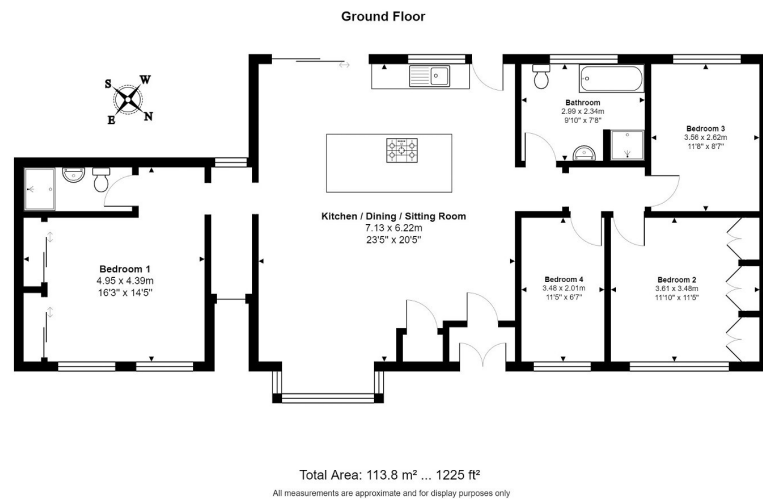 Ground Floor
S
W
E
N
Bathroom
2.99 x 2.34m
9'10" x 7'8"
Bedroom 3
3.56 x 2.62m
11'8" x 8'7"
Kitchen / Dining / Sitting Room
7.13 x 6.22m
23'5" x 20'5"
Bedroom 1
4.95 x 4.39m
16'3" x 14'5"
Bedroom 4
3.48 x 2.01m
11'5" x 6'7"
Bedroom 2
3.61 x 3.48m
11'10" x 11'5"
Total Area: 113.8 m² ... 1225 ft²
All measurements are approximate and for display purposes only